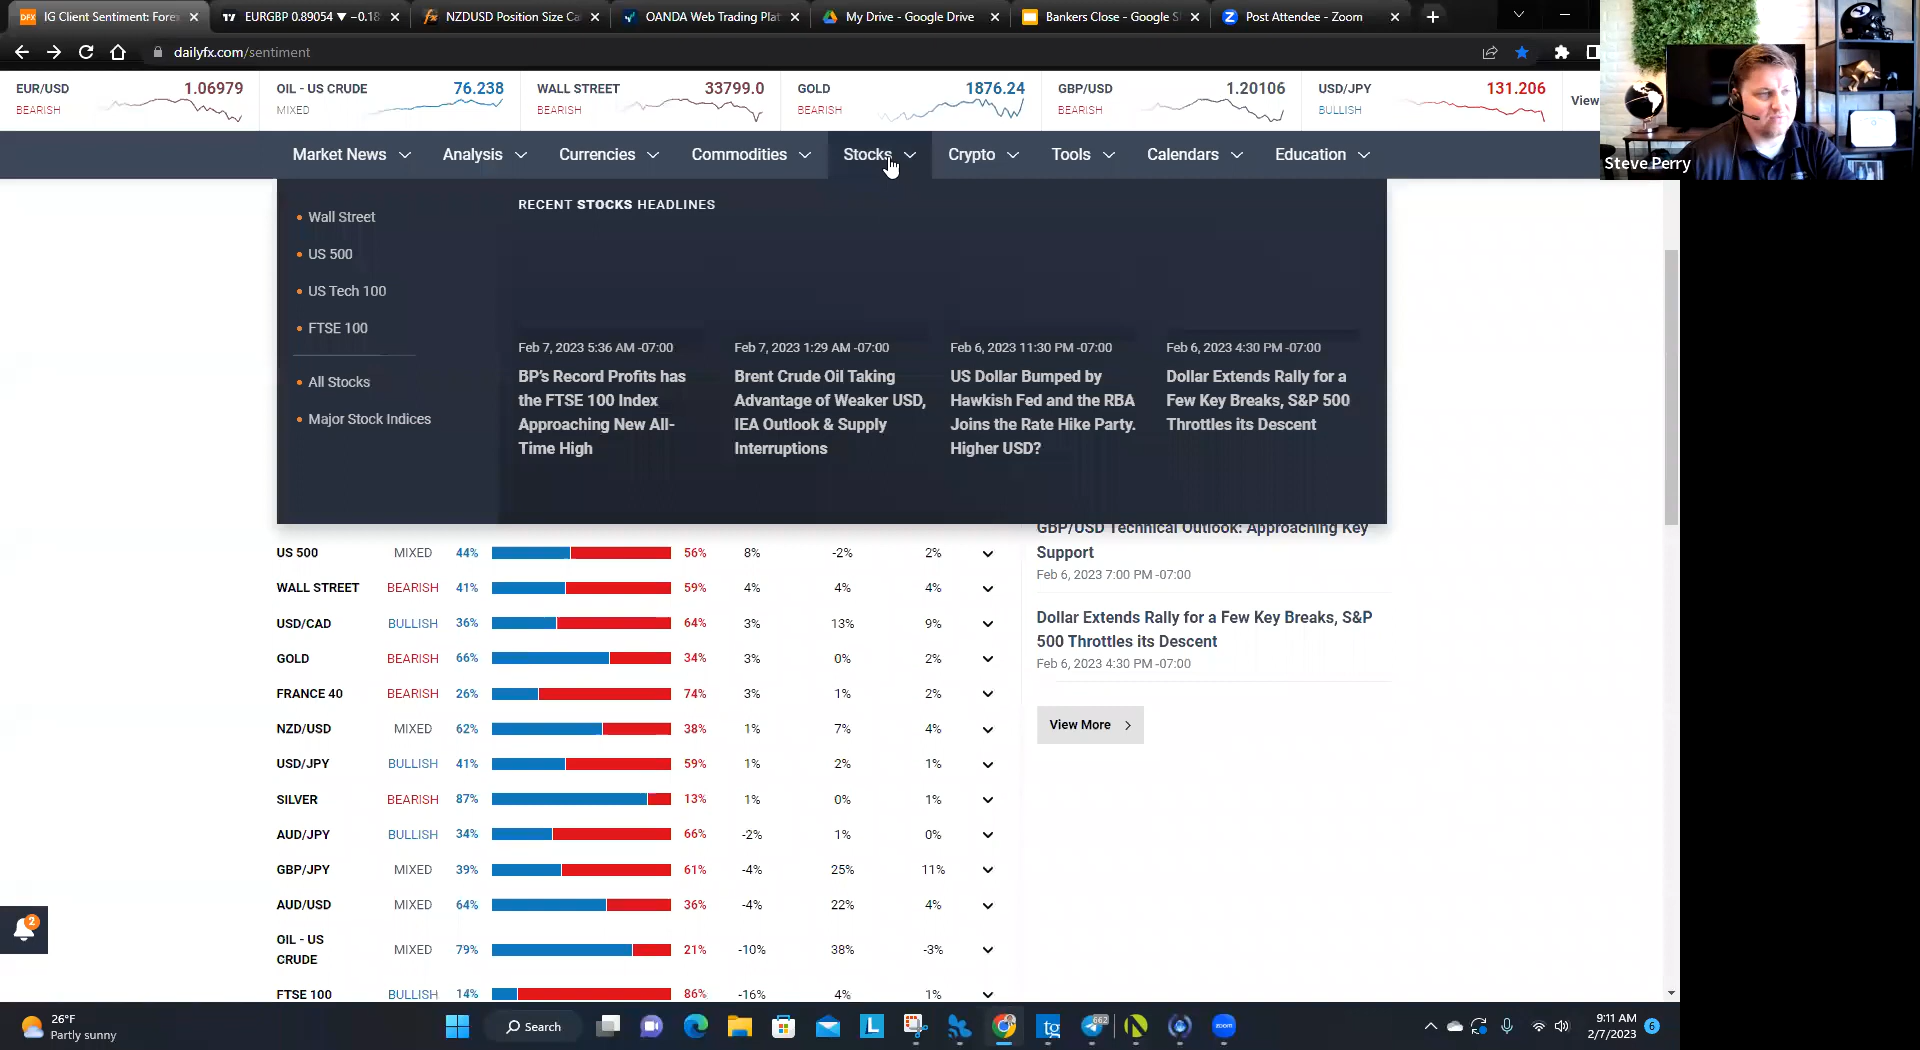 IG Client Sentiment: Fore
EURGBP 0.89054 ▼ −0.18
NZDUSD Position Size Ca
OANDA Web Trading Plat
My Drive - Google Drive
Bankers Close - Google S
Post Attendee - Zoom
dailyfx.com/sentiment
EUR/USD 1.06979
BEARISH
OIL - US CRUDE 76.238
MIXED
WALL STREET 33799.0
BEARISH
GOLD 1876.24
BEARISH
GBP/USD 1.20106
BEARISH
USD/JPY 131.206
BULLISH
View
Steve Perry
Market News Analysis Currencies Commodities Stocks Crypto Tools Calendars Education
Wall Street
US 500
US Tech 100
FTSE 100
All Stocks
Major Stock Indices
RECENT STOCKS HEADLINES
Feb 7, 2023 5:36 AM -07:00
BP's Record Profits has
the FTSE 100 Index
Approaching New All-
Time High
Feb 7, 2023 1:29 AM -07:00
Brent Crude Oil Taking
Advantage of Weaker USD,
IEA Outlook & Supply
Interruptions
Feb 6, 2023 11:30 PM -07:00
US Dollar Bumped by
Hawkish Fed and the RBA
Joins the Rate Hike Party.
Higher USD?
Feb 6, 2023 4:30 PM -07:00
Dollar Extends Rally for a
Few Key Breaks, S&P 500
Throttles its Descent
US 500 MIXED 44% 56% 8% -2% 2%
WALL STREET BEARISH 41% 59% 4% 4% 4%
USD/CAD BULLISH 36% 64% 3% 13% 9%
GOLD BEARISH 66% 34% 3% 0% 2%
FRANCE 40 BEARISH 26% 74% 3% 1% 2%
NZD/USD MIXED 62% 38% 1% 7% 4%
USD/JPY BULLISH 41% 59% 1% 2% 1%
SILVER BEARISH 87% 13% 1% 0% 1%
AUD/JPY BULLISH 34% 66% -2% 1% 0%
GBP/JPY MIXED 39% 61% -4% 25% 11%
AUD/USD MIXED 64% 36% -4% 22% 4%
OIL - US
CRUDE MIXED 79% 21% -10% 38% -3%
FTSE 100 BULLISH 14% 86% -16% 4% 1%
GBP/USD Technical Outlook: Approaching Key
Support
Feb 6, 2023 7:00 PM -07:00
Dollar Extends Rally for a Few Key Breaks, S&P
500 Throttles its Descent
Feb 6, 2023 4:30 PM -07:00
View More
2
26°F
Partly sunny
Search
L
tg
662
zoom
9:11 AM
2/7/2023
6